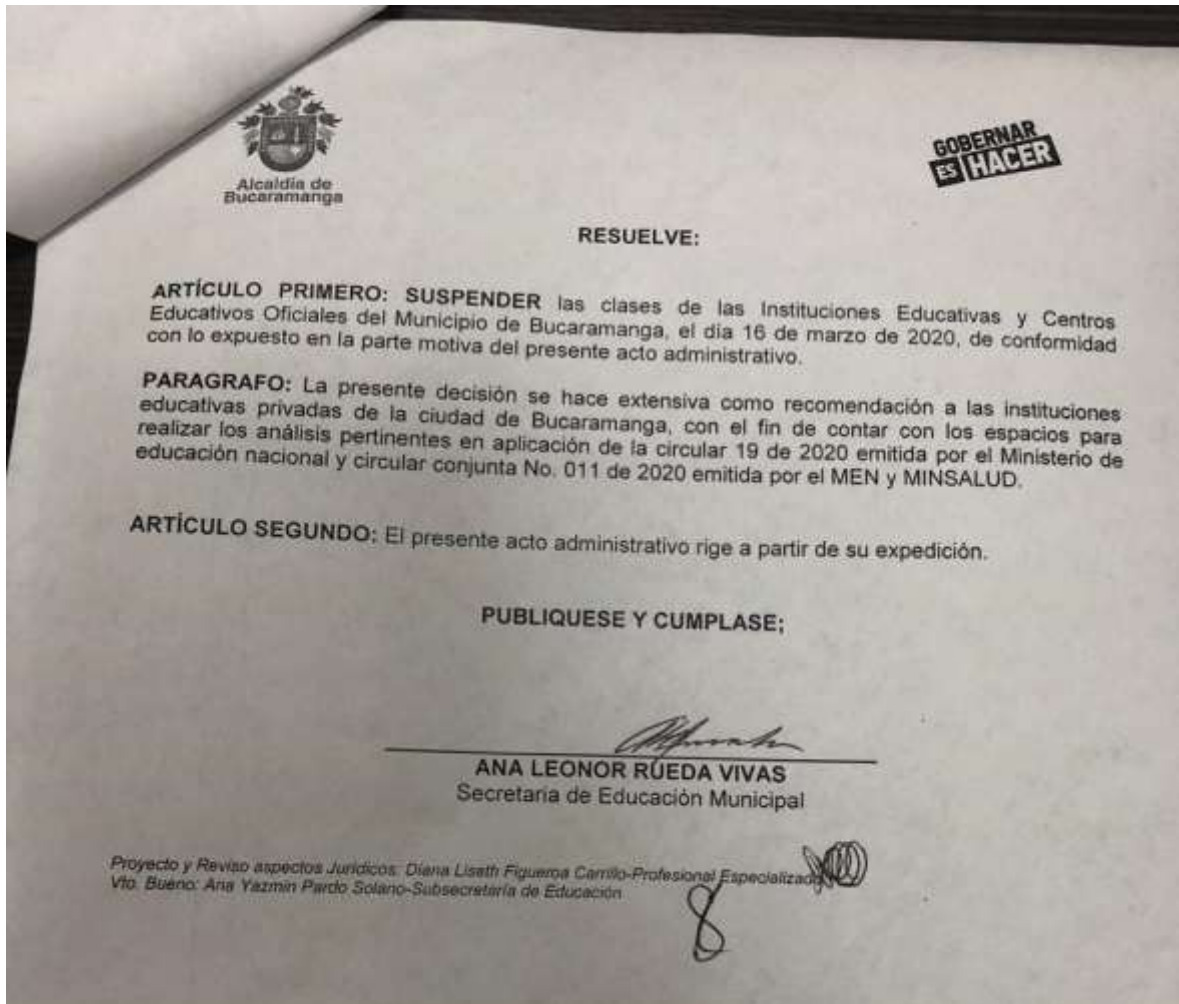 Alcaldía de
Bucaramanga
GOBERNAR
ES HACER
RESUELVE:
ARTÍCULO PRIMERO: SUSPENDER las clases de las Instituciones Educativas y Centros
Educativos Oficiales del Municipio de Bucaramanga, el día 16 de marzo de 2020, de conformidad
con lo expuesto en la parte motiva del presente acto administrativo.
PARAGRAFO: La presente decisión se hace extensiva como recomendación a las instituciones
educativas privadas de la ciudad de Bucaramanga, con el fin de contar con los espacios para
realizar los análisis pertinentes en aplicación de la circular 19 de 2020 emitida por el Ministerio de
educación nacional y circular conjunta No. 011 de 2020 emitida por el MEN y MINSALUD.
ARTÍCULO SEGUNDO: El presente acto administrativo rige a partir de su expedición.
PUBLIQUESE Y CUMPLASE;
ANA LEONOR RUEDA VIVAS
Secretaria de Educación Municipal
Proyecto y Reviso aspectos Jurídicos: Diana Liseth Figueroa Carrillo-Profesional Especializado
Vto. Bueno: Ana Yazmín Pardo Solano-Subsecretaría de Educación